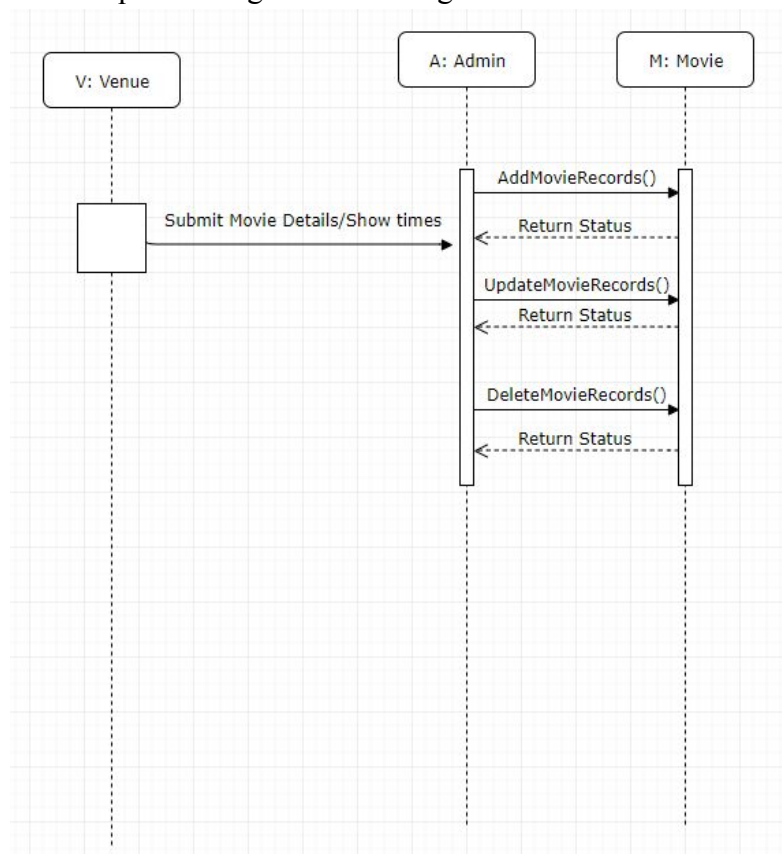 A: Admin
M: Movie
V: Venue
AddMovieRecords()
Submit Movie Details/Show times
Return Status
UpdateMovieRecords()
Return Status
DeleteMovieRecords()
Return Status